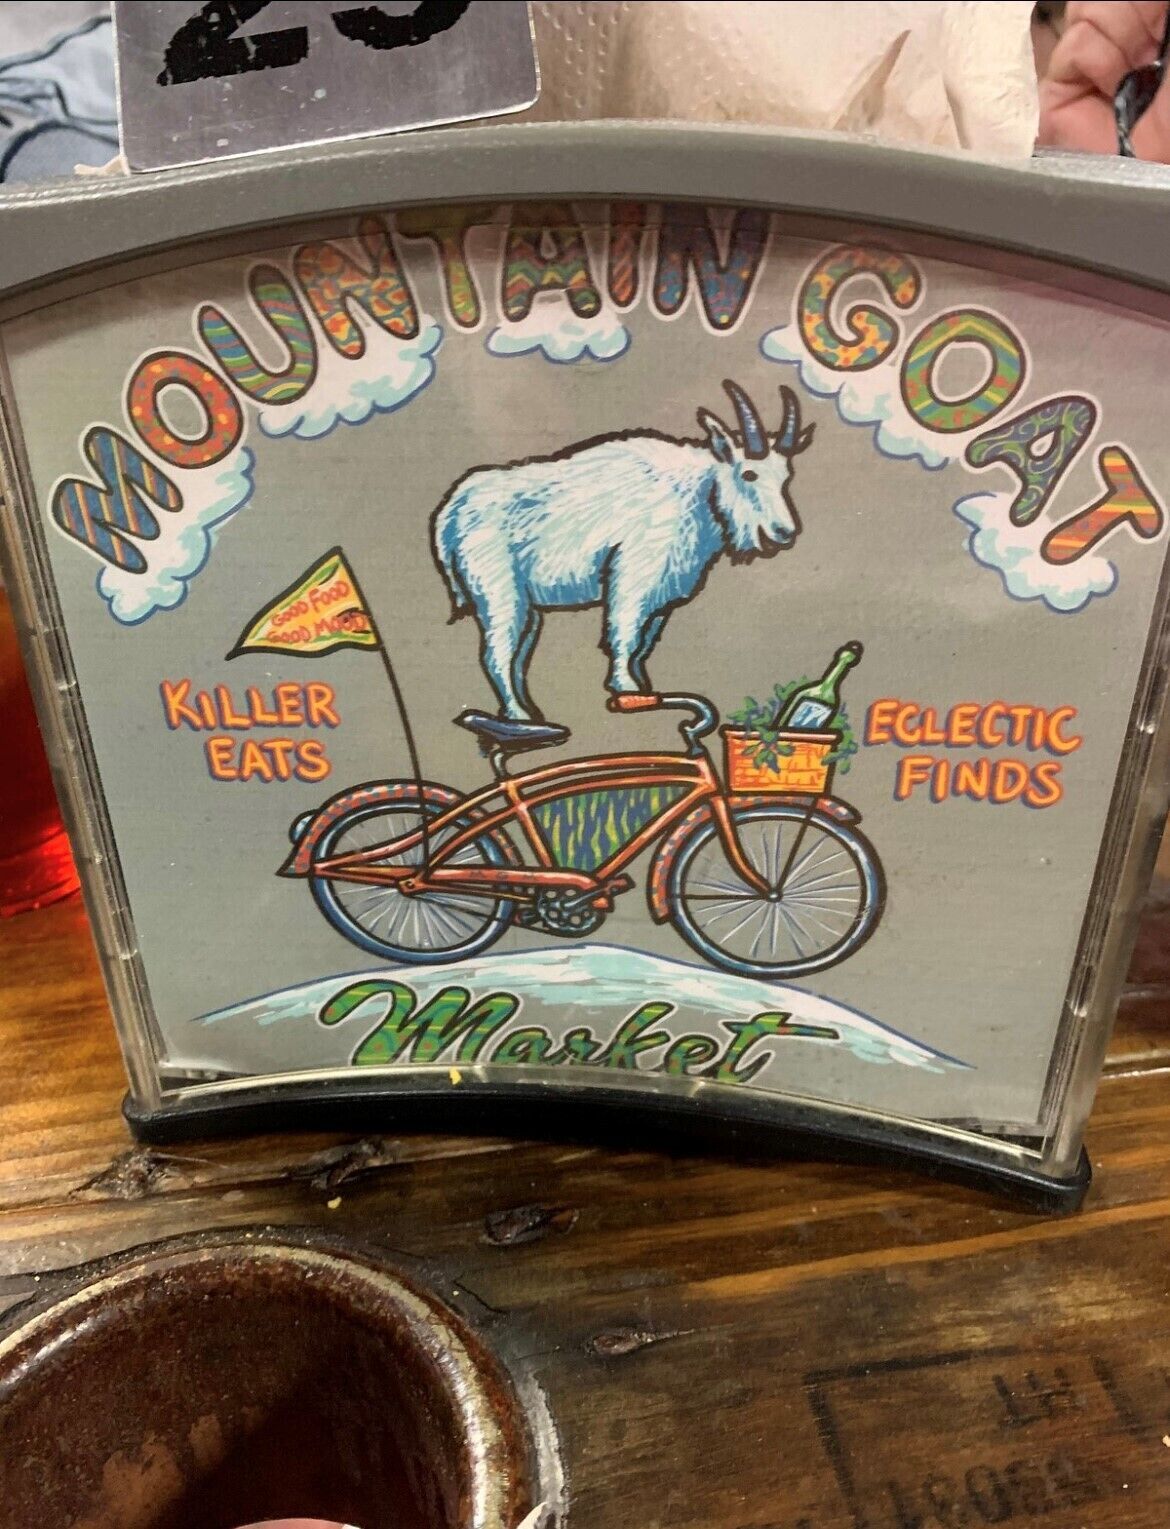 MOUNTAIN GOAT
GOOD FOOD
GOOD MOOD
KILLER
EATS
ECLECTIC
FINDS
Market